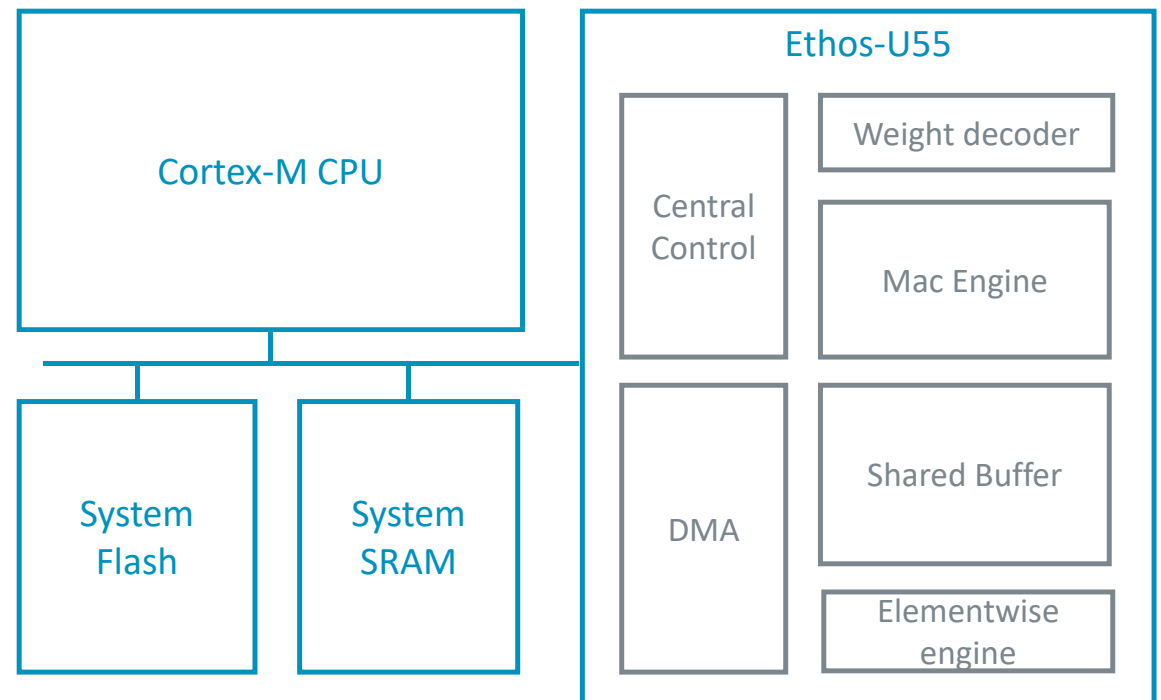 Cortex-M CPU
System
Flash
System
SRAM
Ethos-U55
Central
Control
DMA
Weight decoder
Mac Engine
Shared Buffer
Elementwise
engine